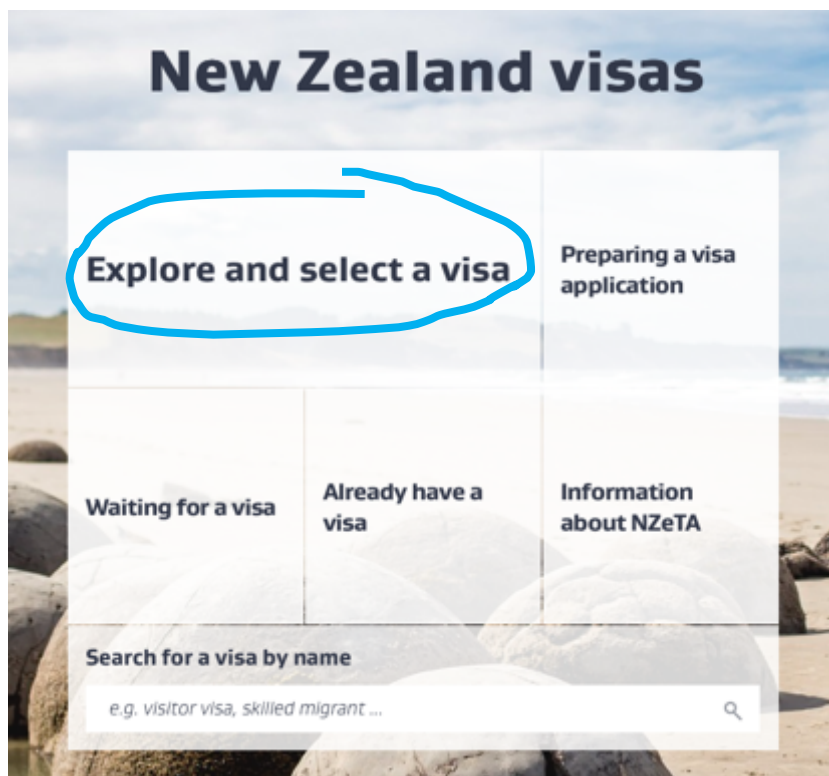 New Zealand visas
Explore and select a visa
Preparing a visa
application
Waiting for a visa
Already have a
visa
Information
about NZeTA
Search for a visa by name
e.g. visitor visa, skilled migrant ...